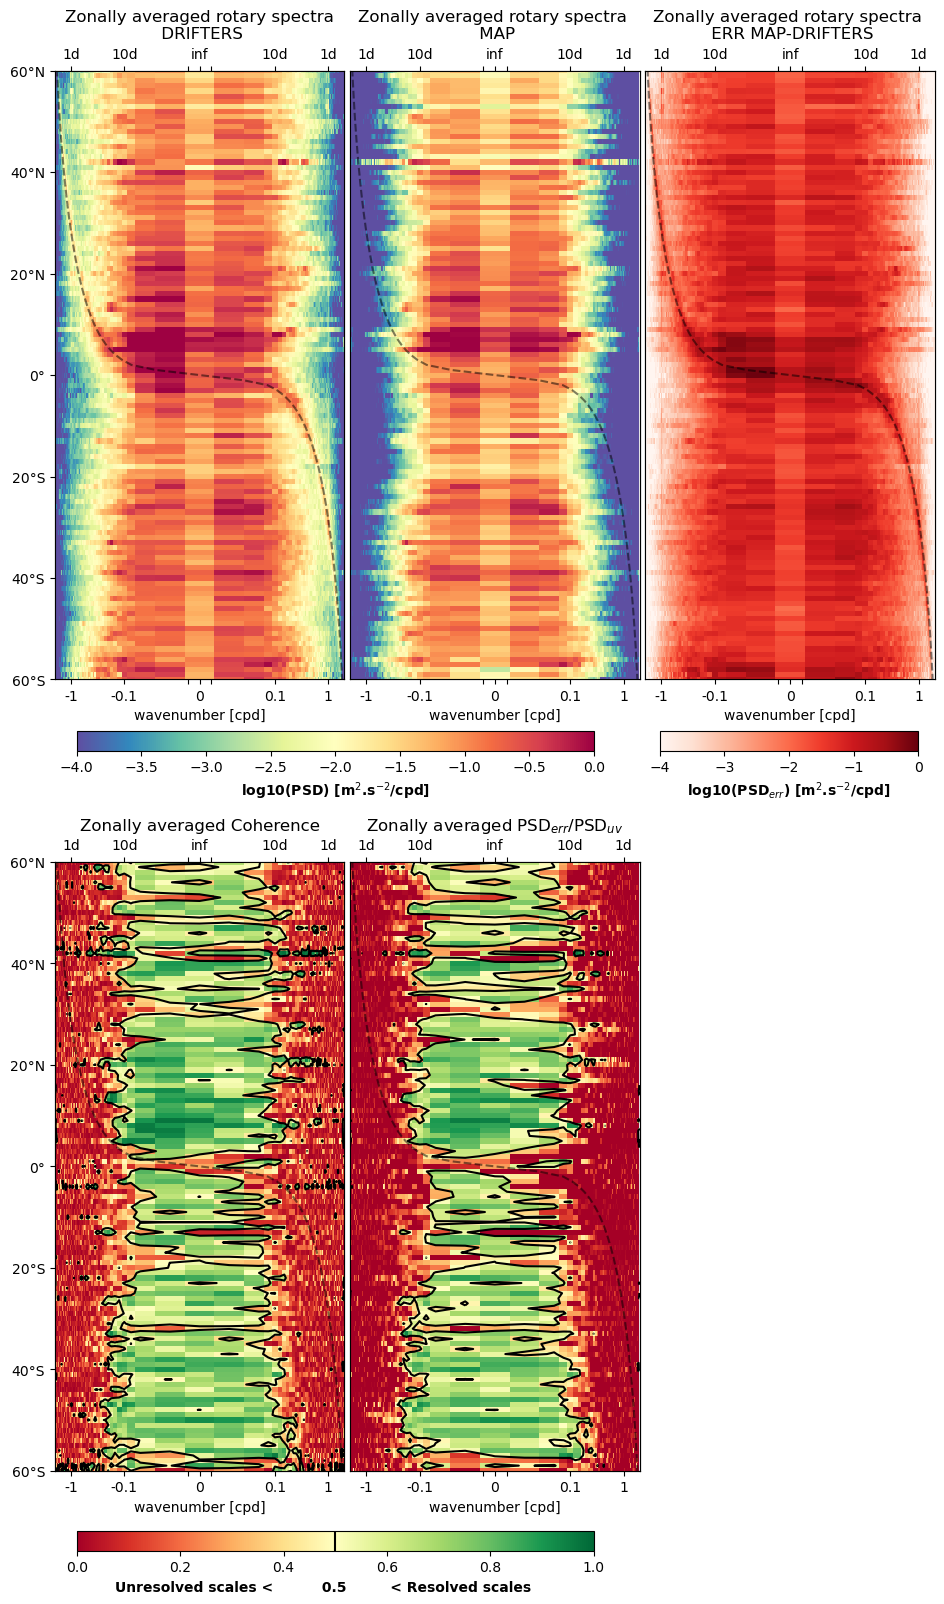 Zonally averaged rotary spectra
DRIFTERS
Zonally averaged rotary spectra
MAP
Zonally averaged rotary spectra
ERR MAP-DRIFTERS
1d 10d inf 10d 1d
1d 10d inf 10d 1d
1d 10d inf 10d 1d
60°N
40°N
20°N
0°
20°S
40°S
60°S
-1 -0.1 0 0.1 1
-1 -0.1 0 0.1 1
-1 -0.1 0 0.1 1
wavenumber [cpd]
wavenumber [cpd]
wavenumber [cpd]
−4.0 −3.5 −3.0 −2.5 −2.0 −1.5 −1.0 −0.5 0.0
log10(PSD) [m².s⁻²/cpd]
−4 −3 −2 −1 0
log10(PSD_err) [m².s⁻²/cpd]
Zonally averaged Coherence
Zonally averaged PSD_err/PSD_uv
1d 10d inf 10d 1d
1d 10d inf 10d 1d
60°N
40°N
20°N
0°
20°S
40°S
60°S
-1 -0.1 0 0.1 1
-1 -0.1 0 0.1 1
wavenumber [cpd]
wavenumber [cpd]
0.0 0.2 0.4 0.6 0.8 1.0
Unresolved scales < 0.5 < Resolved scales